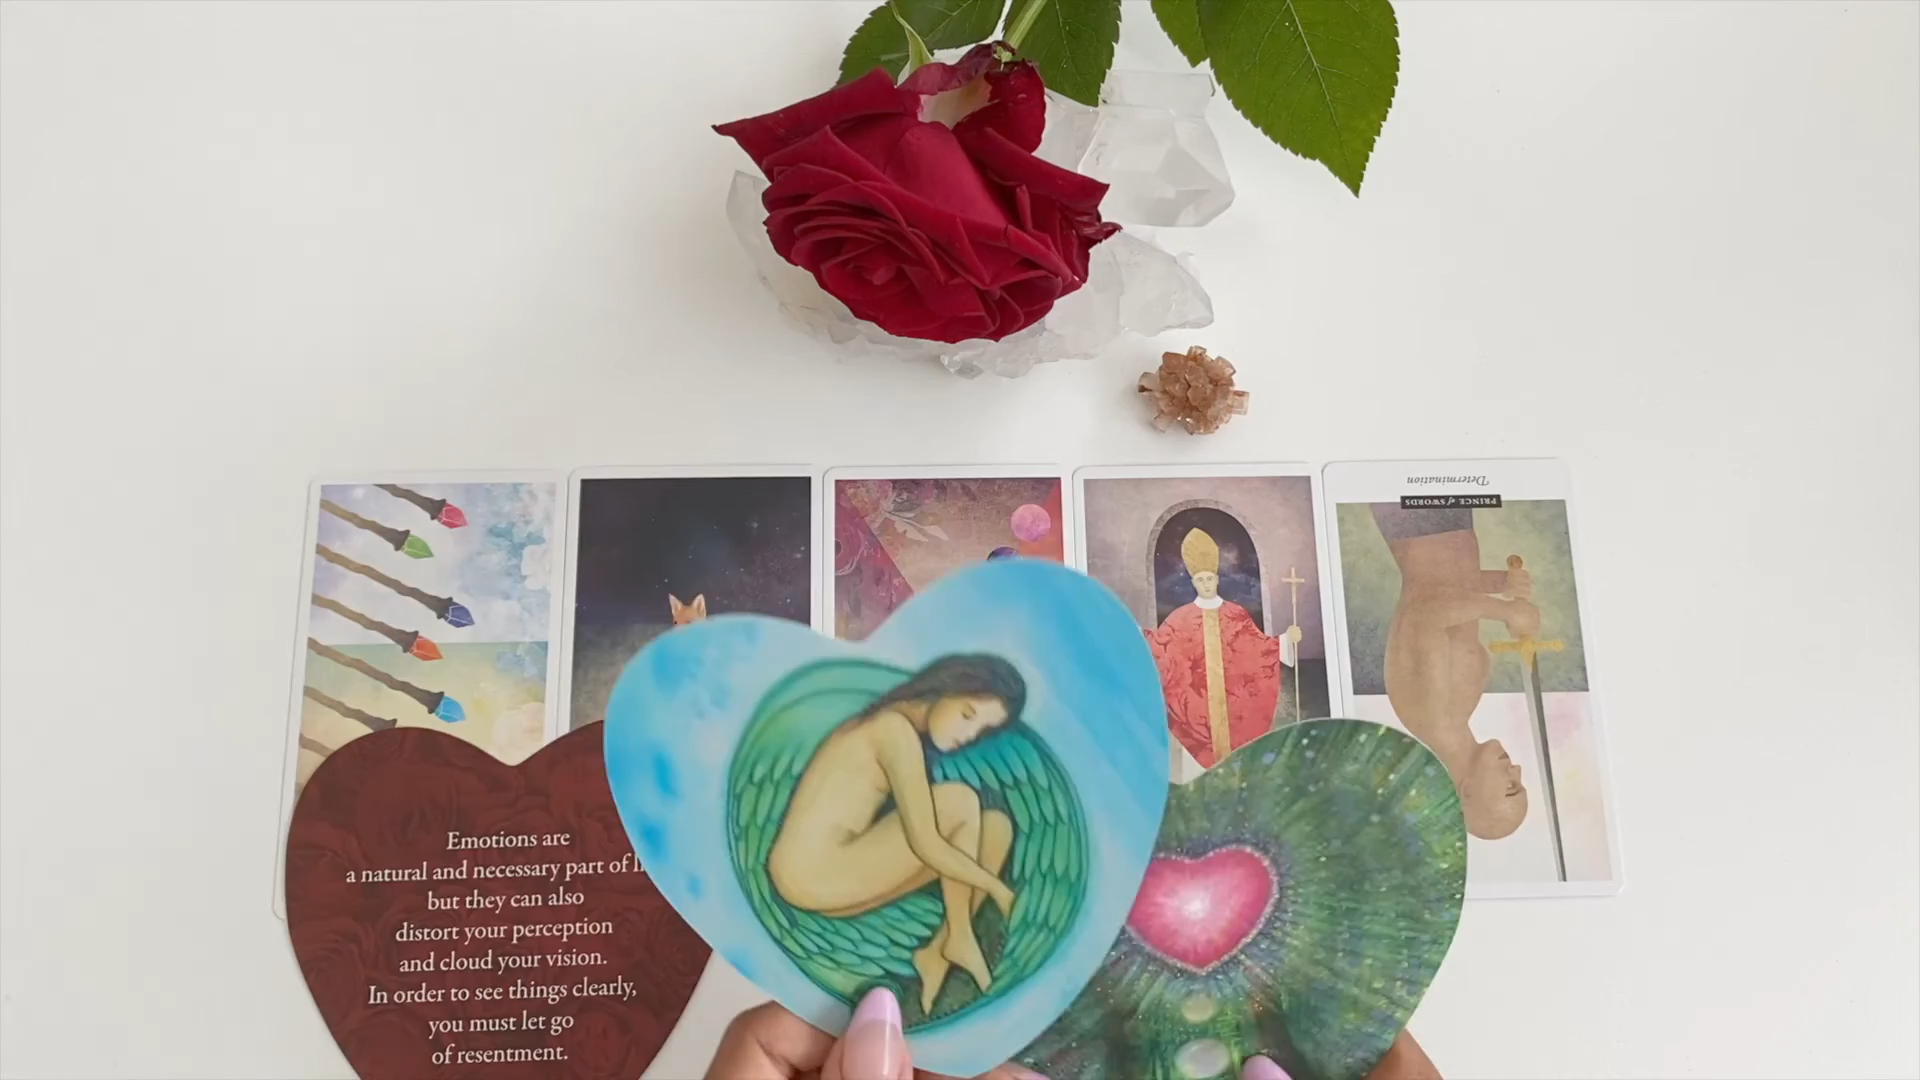 Determination
PRINCE of SWORDS
Emotions are
a natural and necessary part of
but they can also
distort your perception
and cloud your vision.
In order to see things clearly,
you must let go
of resentment.